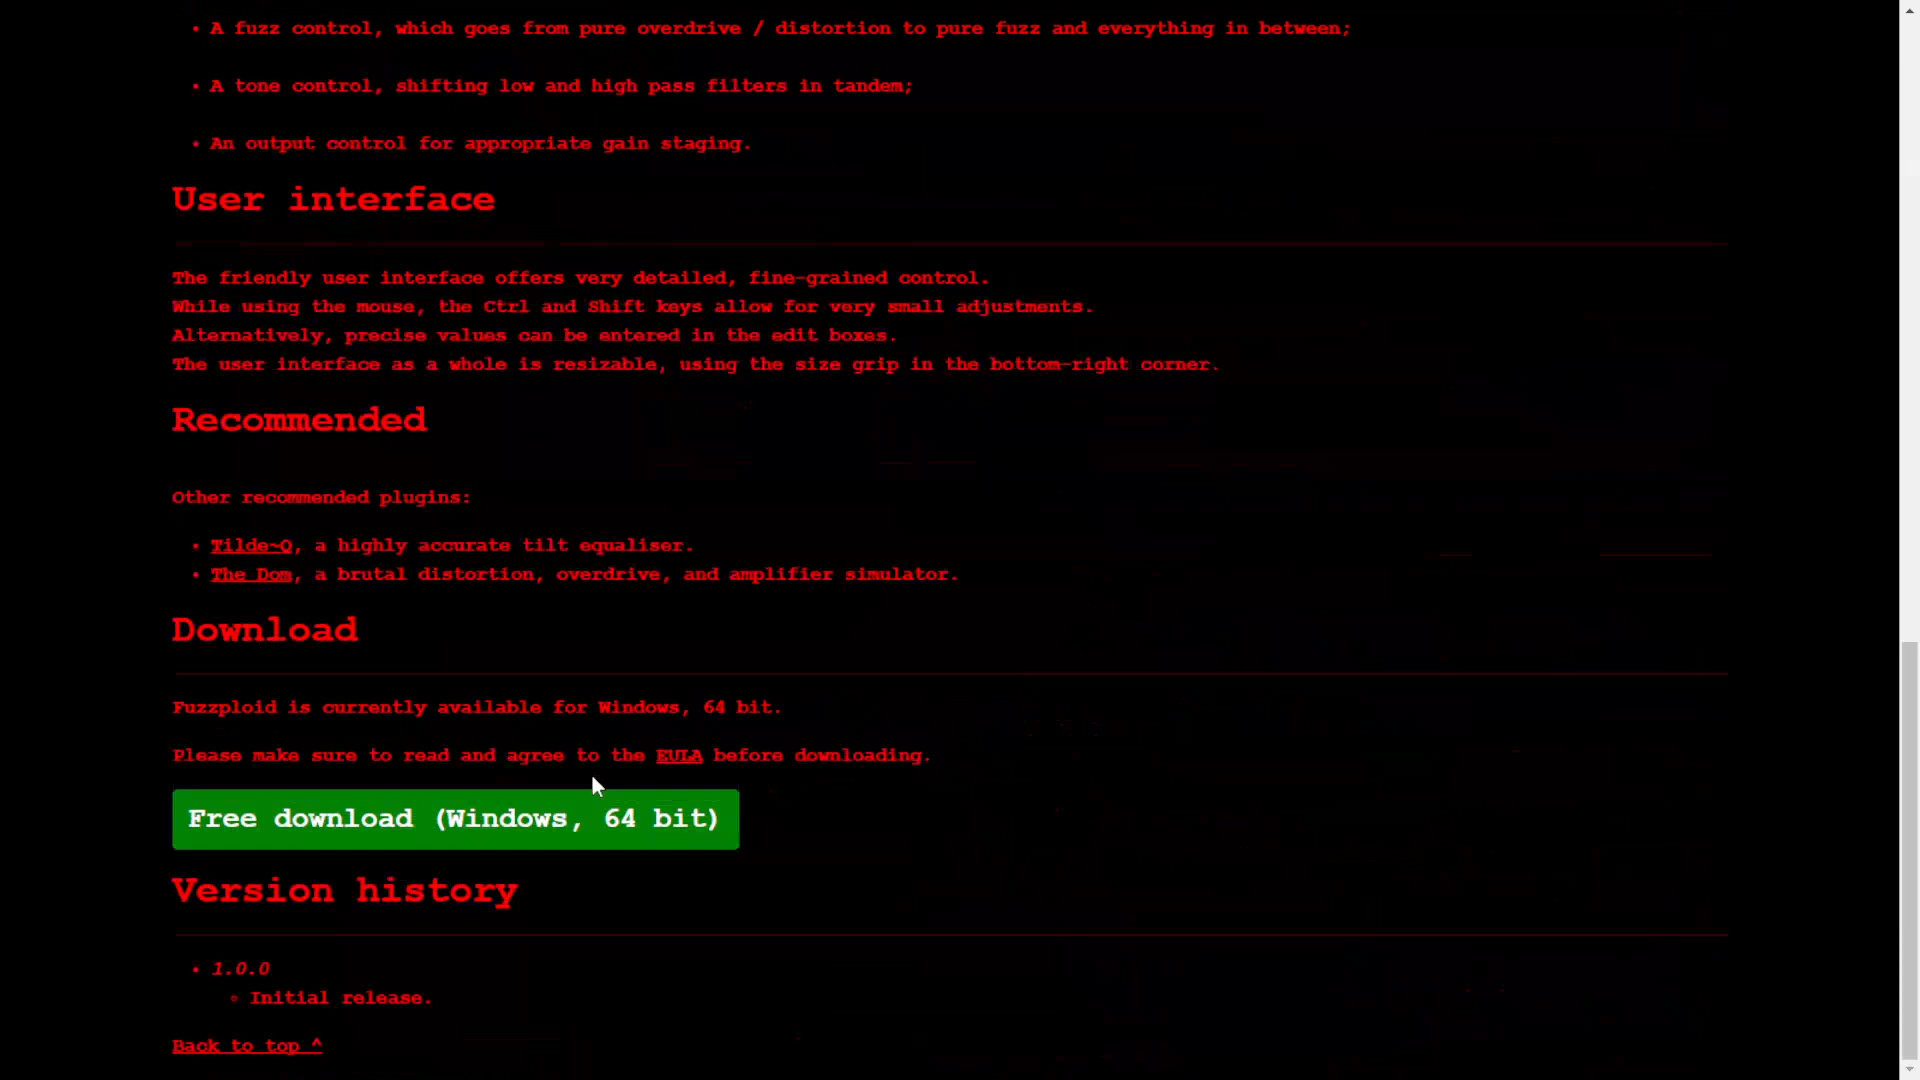 • A fuzz control, which goes from pure overdrive / distortion to pure fuzz and everything in between;
• A tone control, shifting low and high pass filters in tandem;
• An output control for appropriate gain staging.
User interface
The friendly user interface offers very detailed, fine-grained control.
While using the mouse, the Ctrl and Shift keys allow for very small adjustments.
Alternatively, precise values can be entered in the edit boxes.
The user interface as a whole is resizable, using the size grip in the bottom-right corner.
Recommended
Other recommended plugins:
• Tilde~Q, a highly accurate tilt equaliser.
• The Dom, a brutal distortion, overdrive, and amplifier simulator.
Download
Fuzzploid is currently available for Windows, 64 bit.
Please make sure to read and agree to the EULA before downloading.
Free download (Windows, 64 bit)
Version history
• 1.0.0
◦ Initial release.
Back to top ^